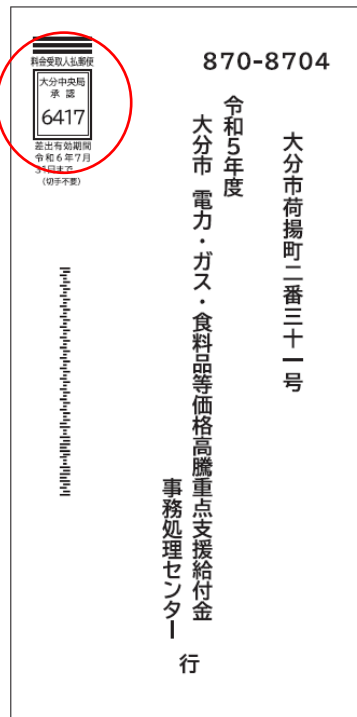 料金受取人払郵便
大分中央局
承認
6417
差出有効期間
令和6年7月
31日まで
(切手不要)
870-8704
大分市荷揚町二番三十一号
令和5年度
大分市 電力・ガス・食料品等価格高騰重点支援給付金
事務処理センター
行